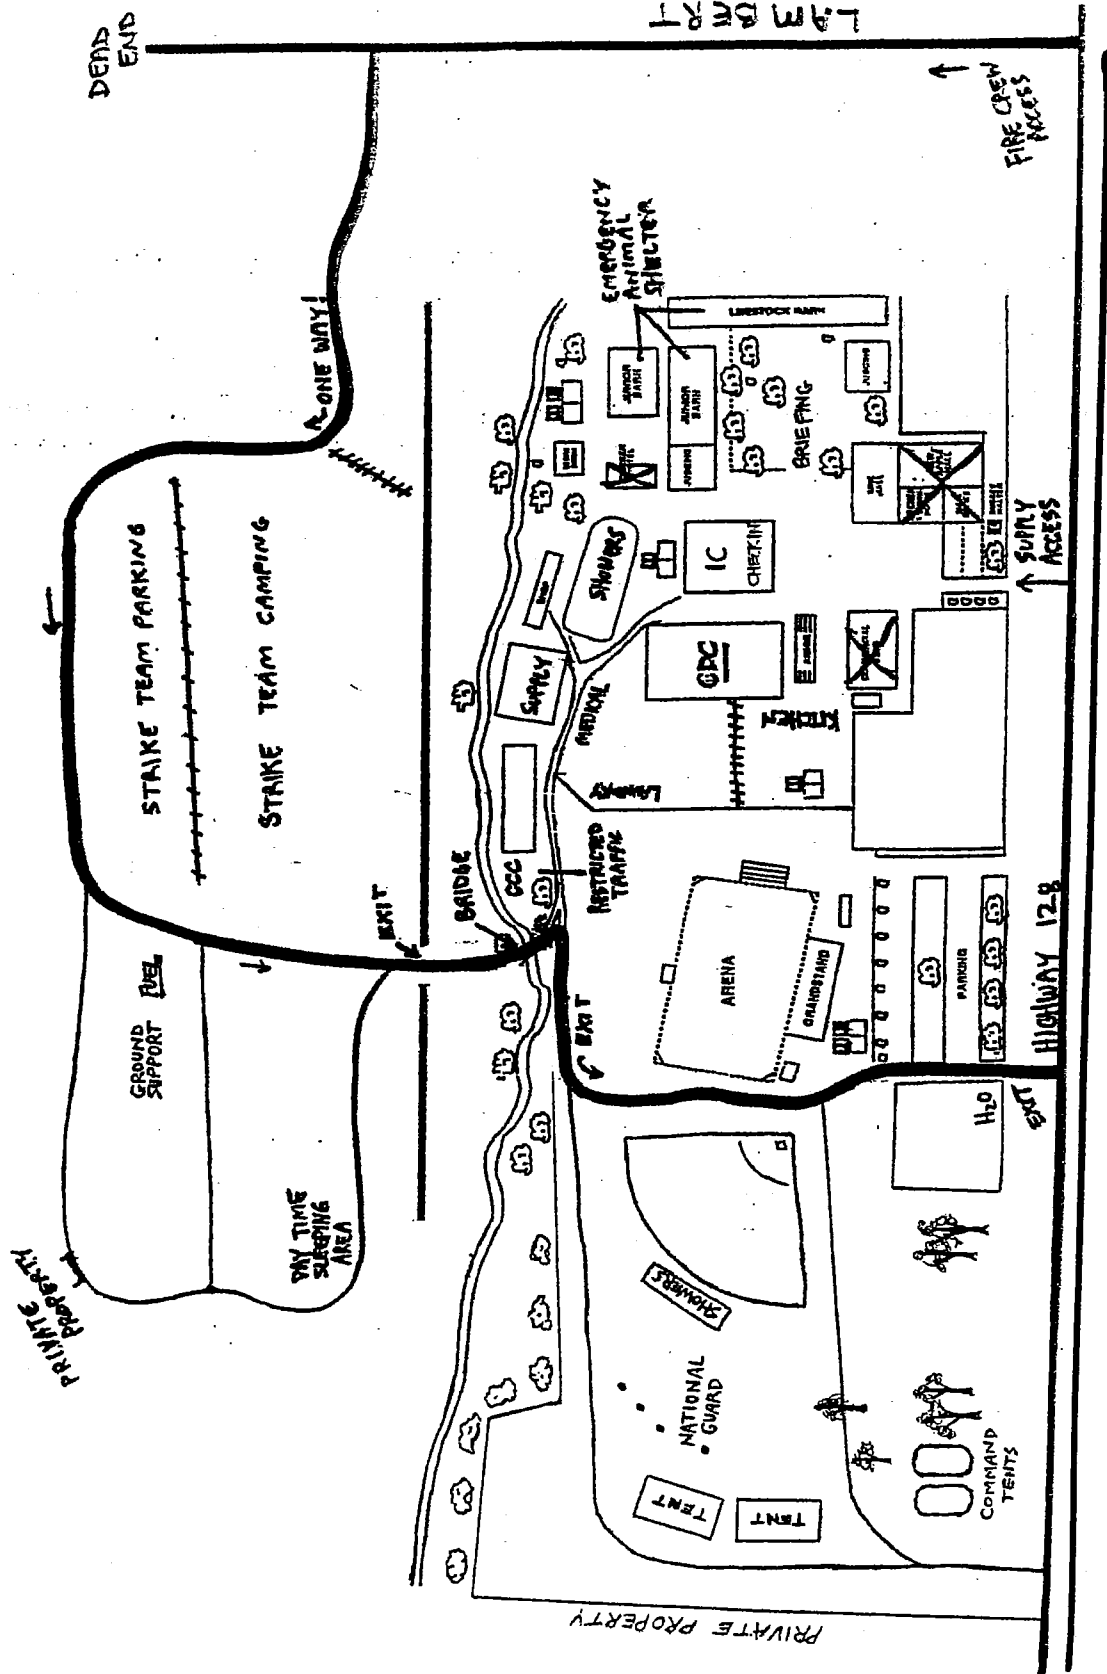 LAMBERT
DEAD
END
FIRE CREW
ACCESS
ONE WAY!
EMERGENCY
ANIMAL
SHELTER
LIVESTOCK BARN
JUNIOR
BARN
JUNIOR
BARN
JUDGING
JUDGING
BRIEFING
STRIKE TEAM PARKING
STRIKE TEAM CAMPING
SHOWERS
IC
CHECK-IN
SUPPLY
ACCESS
SUPPLY
MEDICAL
KITCHEN
BRIDGE
CCC
RESTRICTED
TRAFFIC
EXIT
ARENA
GRANDSTAND
PARKING
HIGHWAY 128
EXIT
GROUND
SUPPORT
FUEL
H2O
EXIT
DAY TIME
SLEEPING
AREA
PRIVATE
PROPERTY
SHOWERS
NATIONAL
GUARD
TENT
TENT
COMMAND
TENTS
PRIVATE PROPERTY